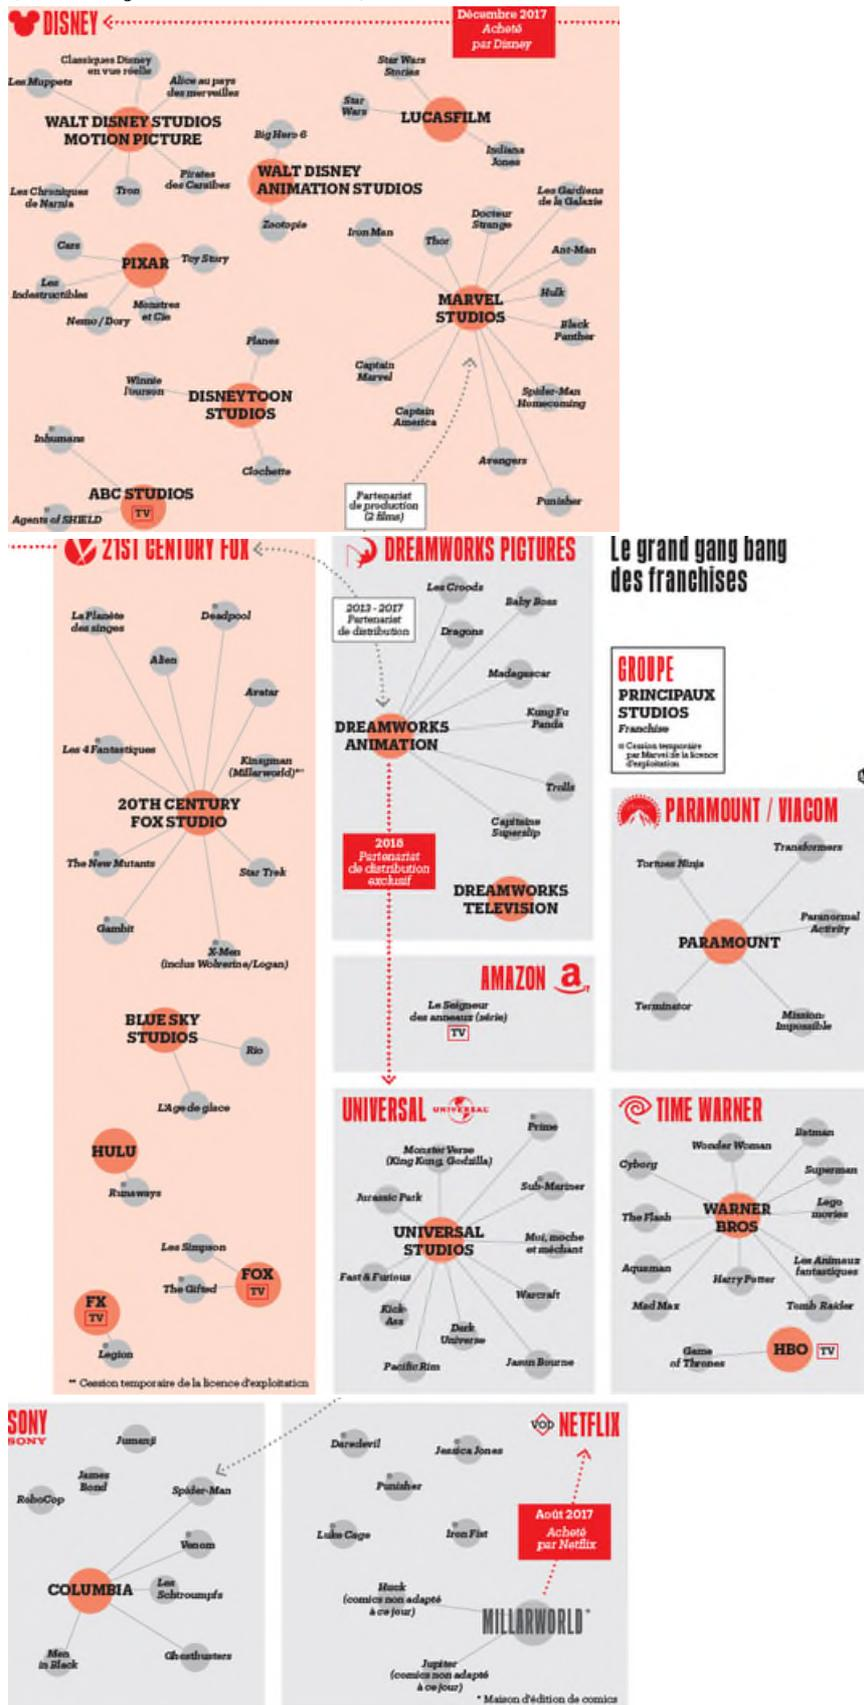 DISNEY
Décembre 2017
Acheté
par Disney
Classiques Disney
en vue réelle
Les Muppets
Alice au pays
des merveilles
WALT DISNEY STUDIOS
MOTION PICTURE
Les Chroniques
de Narnia
Tron
Pirates
des Caraïbes
Big Hero 6
WALT DISNEY
ANIMATION STUDIOS
Zootopie
Star Wars
Stories
Star
Wars
LUCASFILM
Indiana
Jones
Cars
PIXAR
Toy Story
Les
Indestructibles
Nemo / Dory
Monstres
et Cie
Iron Man
Thor
Docteur
Strange
Les Gardiens
de la Galaxie
Ant-Man
Hulk
MARVEL
STUDIOS
Black
Panther
Captain
Marvel
Captain
America
Spider-Man
Homecoming
Avengers
Punisher
Planes
Winnie
l'ourson
DISNEYTOON
STUDIOS
Clochette
Inhumans
ABC STUDIOS
TV
Agents of SHIELD
Partenariat
de production
(2 films)
21ST CENTURY FOX
La Planète
des singes
Deadpool
Alien
Avatar
Les 4 Fantastiques
Kinsgman
(Millarworld)**
20TH CENTURY
FOX STUDIO
The New Mutants
Star Trek
Gambit
X-Men
(inclus Wolverine/Logan)
BLUE SKY
STUDIOS
Rio
L'Age de glace
HULU
Runaways
Les Simpson
FOX
TV
The Gifted
FX
TV
Legion
** Cession temporaire de la licence d'exploitation
DREAMWORKS PICTURES
2013 - 2017
Partenariat
de distribution
Les Croods
Baby Boss
Dragons
Madagascar
Kung Fu
Panda
DREAMWORKS
ANIMATION
Trolls
Capitaine
Superslip
2018
Partenariat
de distribution
exclusif
DREAMWORKS
TELEVISION
AMAZON a
Le Seigneur
des anneaux (série)
TV
UNIVERSAL UNIVERSAL
Prime
Monster Verse
(King Kong, Godzilla)
Sub-Mariner
Jurassic Park
UNIVERSAL
STUDIOS
Moi, moche
et méchant
Fast & Furious
Warcraft
Kick-
Ass
Dark
Universe
Pacific Rim
Jason Bourne
Le grand gang bang
des franchises
GROUPE
PRINCIPAUX
STUDIOS
Franchise
Cession temporaire
par Marvel de la licence
d'exploitation
PARAMOUNT / VIACOM
Tortues Ninja
Transformers
Paranormal
Activity
PARAMOUNT
Terminator
Mission:
Impossible
TIME WARNER
Wonder Woman
Batman
Cyborg
Superman
WARNER
BROS
Lego
movies
The Flash
Aquaman
Harry Potter
Les Animaux
fantastiques
Mad Max
Tomb Raider
Game
of Thrones
HBO TV
SONY
SONY
Jumanji
James
Bond
RoboCop
Spider-Man
Venom
COLUMBIA
Les
Schtroumpfs
Men
in Black
Ghostbusters
VOD NETFLIX
Daredevil
Jessica Jones
Punisher
Luke Cage
Iron Fist
Août 2017
Acheté
par Netflix
Huck
(comics non adapté
à ce jour)
MILLARWORLD*
Jupiter
(comics non adapté
à ce jour)
* Maison d'édition de comics